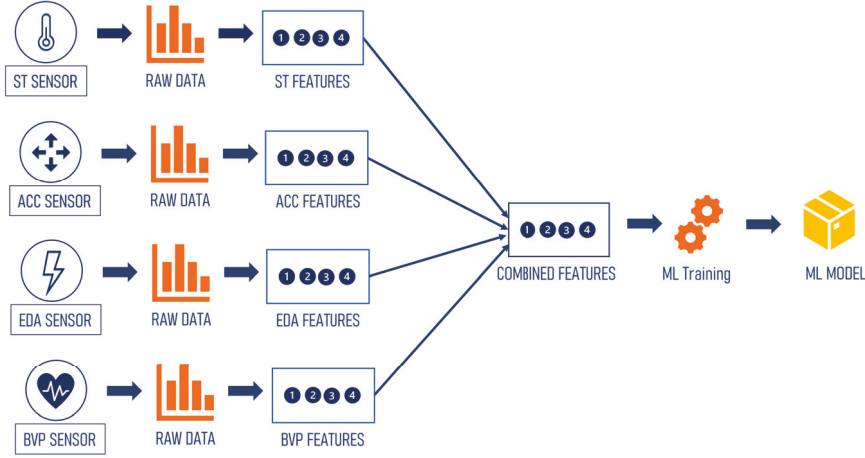 1 2 3 4
ST SENSOR
RAW DATA
ST FEATURES
1 2 3 4
ACC SENSOR
RAW DATA
ACC FEATURES
1 2 3 4
COMBINED FEATURES
ML Training
ML MODEL
1 2 3 4
EDA SENSOR
RAW DATA
EDA FEATURES
1 2 3 4
BVP SENSOR
RAW DATA
BVP FEATURES